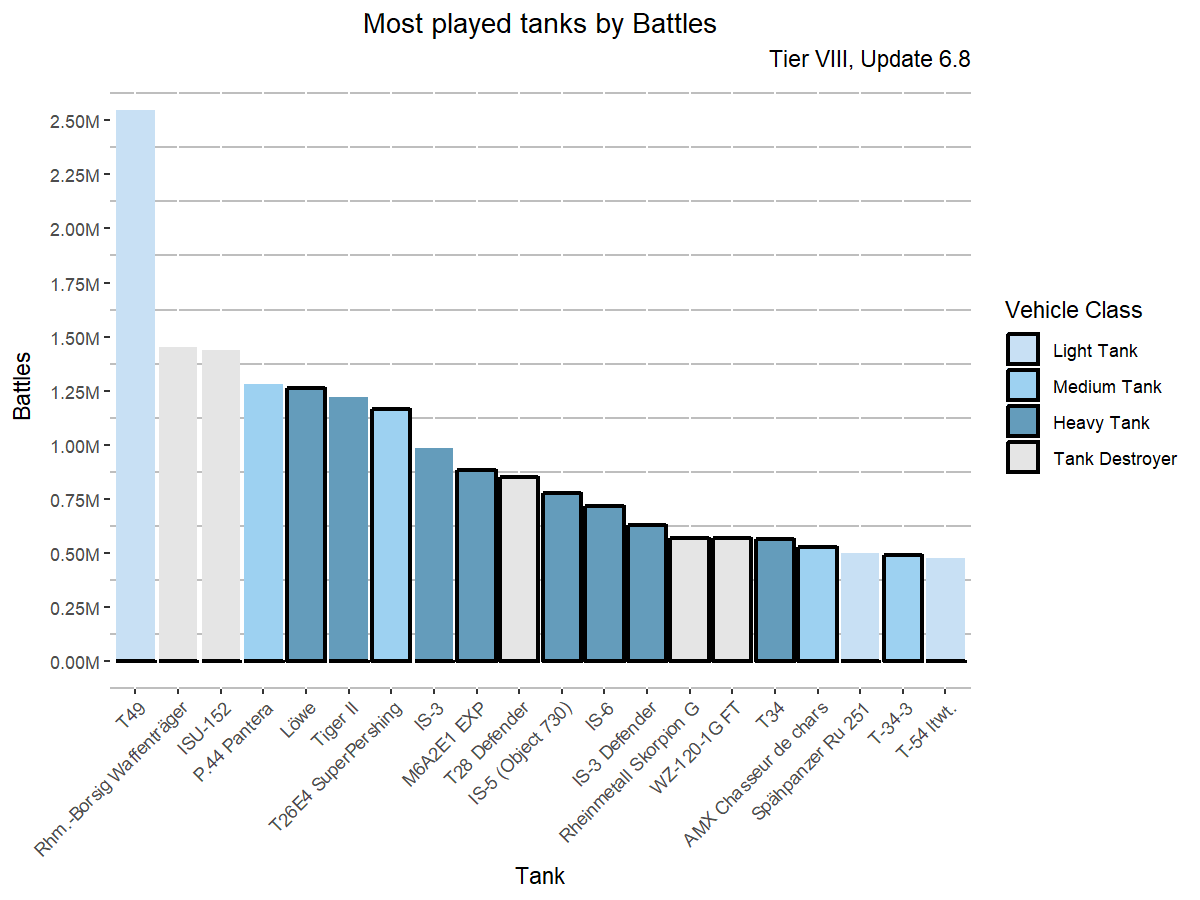 Most played tanks by Battles
Tier VIII, Update 6.8
Battles
2.50M
2.25M
2.00M
1.75M
1.50M
1.25M
1.00M
0.75M
0.50M
0.25M
0.00M
T49
Rhm.-Borsig Waffenträger
ISU-152
P.44 Pantera
Löwe
Tiger II
T26E4 SuperPershing
IS-3
M6A2E1 EXP
T28 Defender
IS-5 (Object 730))
IS-6
IS-3 Defender
Rheinmetall Skorpion G
WZ-120-1G FT
T34
AMX Chasseur de chars
Spähpanzer Ru 251
T-34-3
T-54 ltwt.
Tank
Vehicle Class
Light Tank
Medium Tank
Heavy Tank
Tank Destroyer